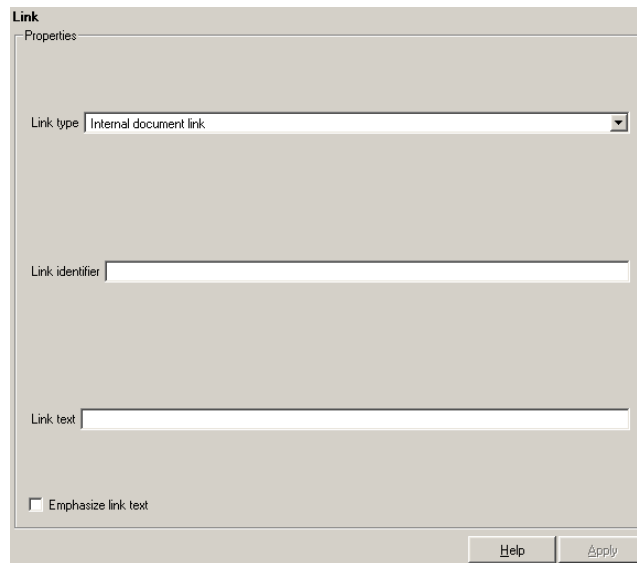 Link
Properties
Link type Internal document link
Link identifier
Link text
Emphasize link text
Help Apply